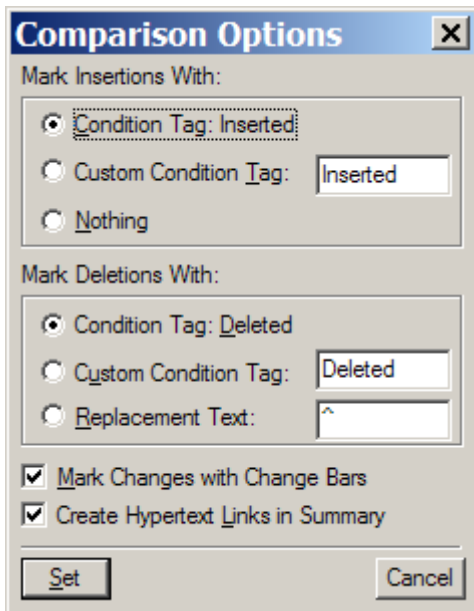 Comparison Options
Mark Insertions With:
Condition Tag: Inserted
Custom Condition Tag: Inserted
Nothing
Mark Deletions With:
Condition Tag: Deleted
Custom Condition Tag: Deleted
Replacement Text: ^
Mark Changes with Change Bars
Create Hypertext Links in Summary
Set Cancel